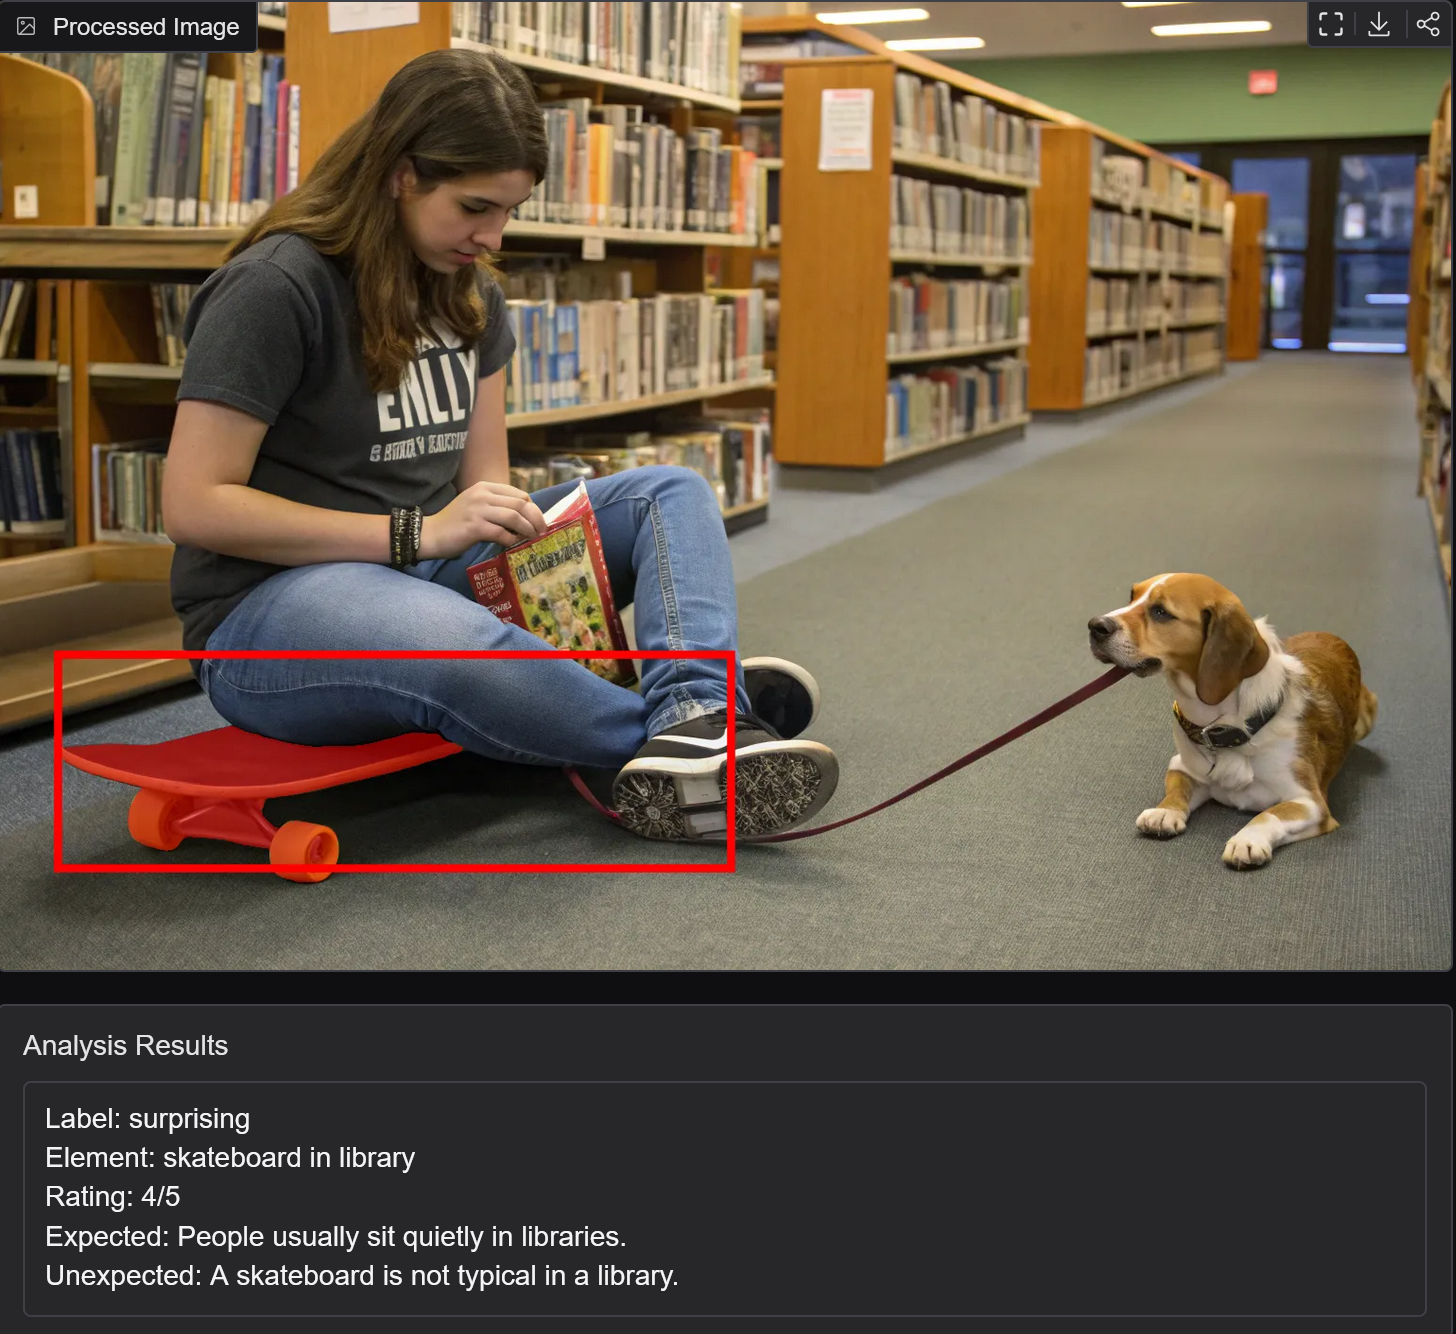 Processed Image
ENLLY
Analysis Results
Label: surprising
Element: skateboard in library
Rating: 4/5
Expected: People usually sit quietly in libraries.
Unexpected: A skateboard is not typical in a library.